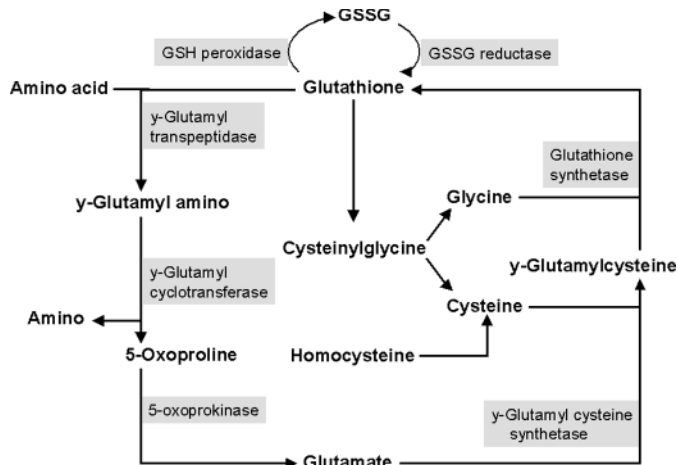 GSSG
GSH peroxidase
GSSG reductase
Amino acid
Glutathione
y-Glutamyl
transpeptidase
Glutathione
synthetase
y-Glutamyl amino
Glycine
Cysteinylglycine
y-Glutamylcysteine
y-Glutamyl
cyclotransferase
Cysteine
Amino
5-Oxoproline
Homocysteine
5-oxoprokinase
y-Glutamyl cysteine
synthetase
Glutamate